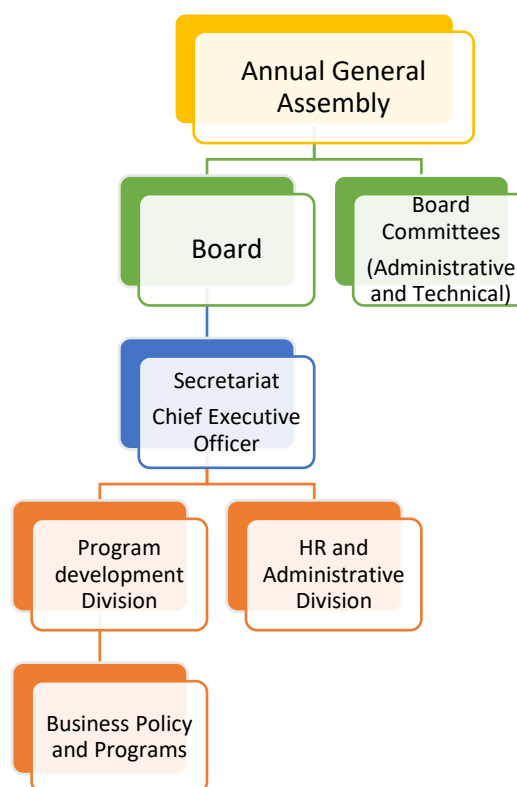 Annual General
Assembly
Board
Board
Committees
(Administrative
and Technical)
Secretariat
Chief Executive
Officer
Program
development
Division
HR and
Administrative
Division
Business Policy
and Programs